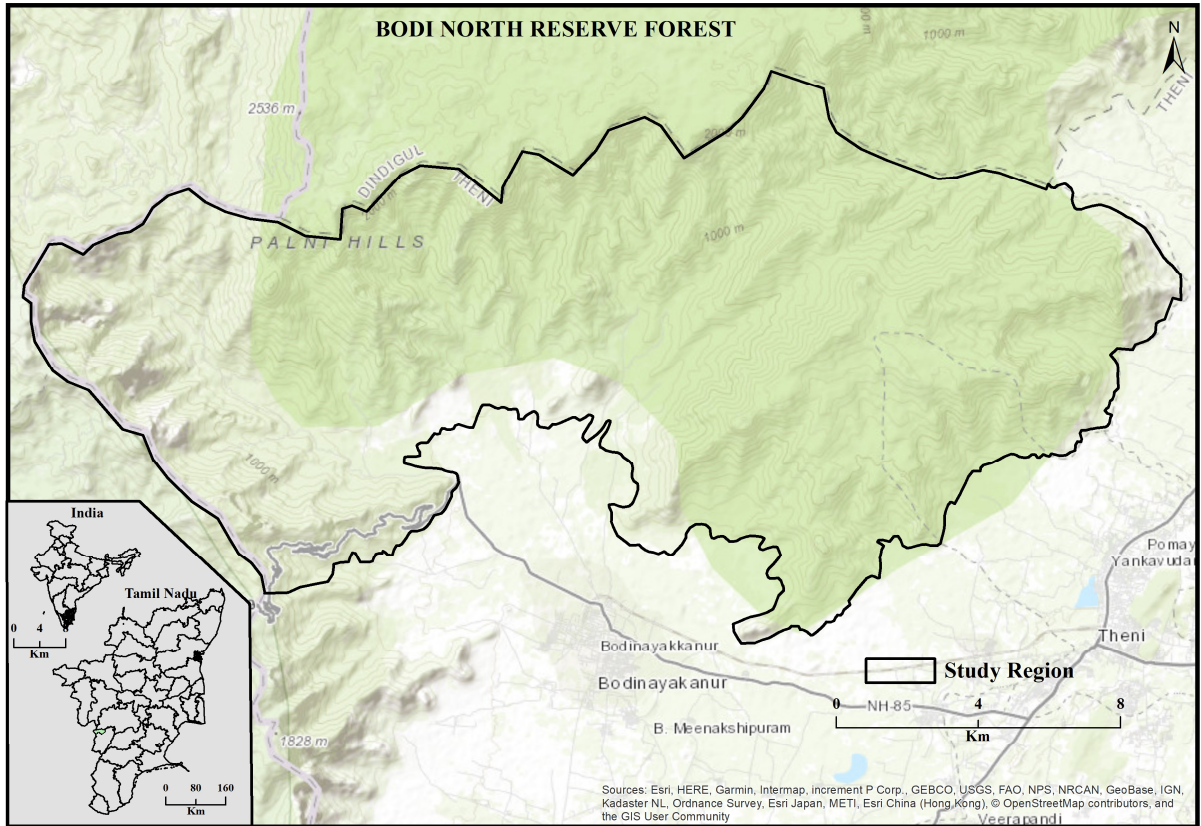 BODI NORTH RESERVE FOREST
1000 m
N
THENI
2536 m
2000 m
DINDIGUL
THENI
PALNI HILLS
1000 m
1000 m
India
Tamil Nadu
0 4 8
Km
0 80 160
Km
Pomay
Yankavudan
Theni
Bodinayakkanur
Bodinayakanur
Study Region
NH-85
0 4 8
Km
B. Meenakshipuram
1828 m
Sources: Esri, HERE, Garmin, Intermap, increment P Corp., GEBCO, USGS, FAO, NPS, NRCAN, GeoBase, IGN,
Kadaster NL, Ordnance Survey, Esri Japan, METI, Esri China (Hong Kong), © OpenStreetMap contributors, and
the GIS User Community
Veerapandi